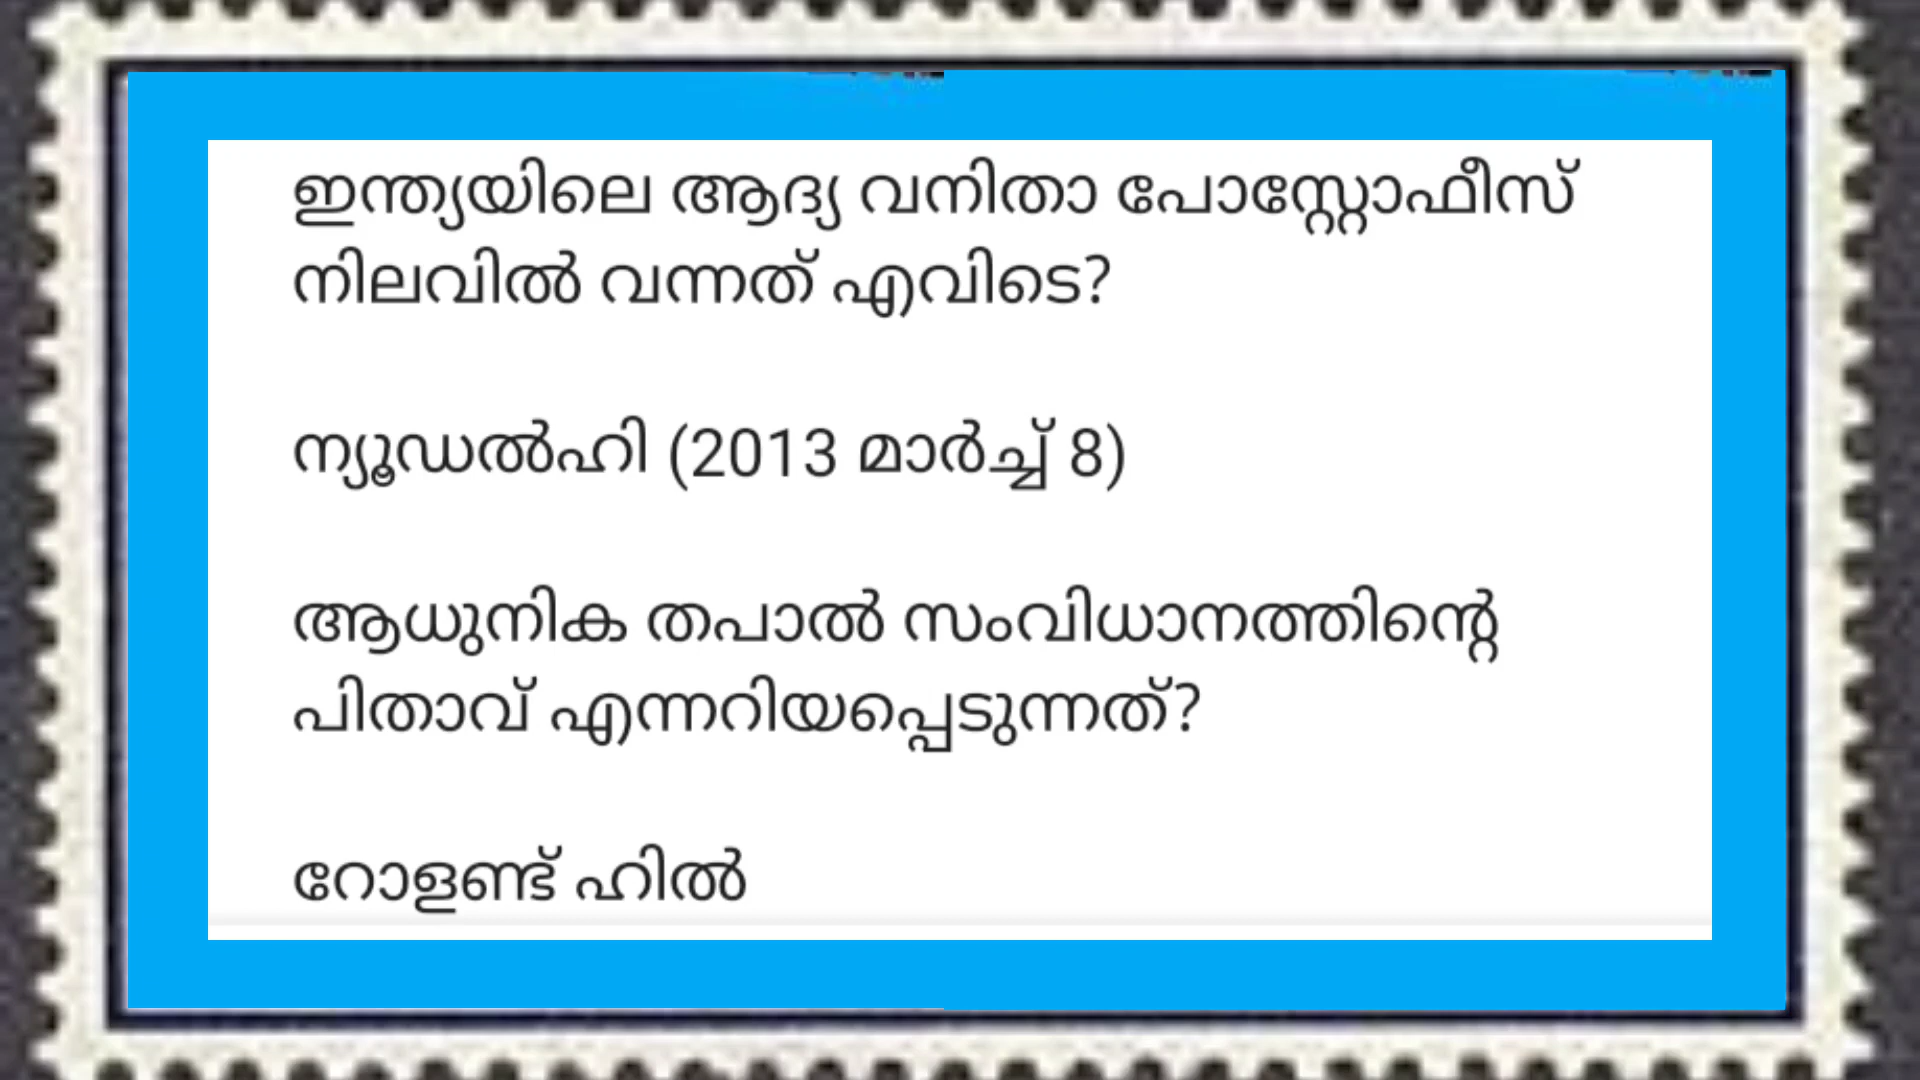 ഇന്ത്യയിലെ ആദ്യ വനിതാ പോസ്റ്റോഫീസ്
നിലവിൽ വന്നത് എവിടെ?
ന്യൂഡൽഹി (2013 മാർച്ച് 8)
ആധുനിക തപാൽ സംവിധാനത്തിന്റെ
പിതാവ് എന്നറിയപ്പെടുന്നത്?
റോളണ്ട് ഹിൽ